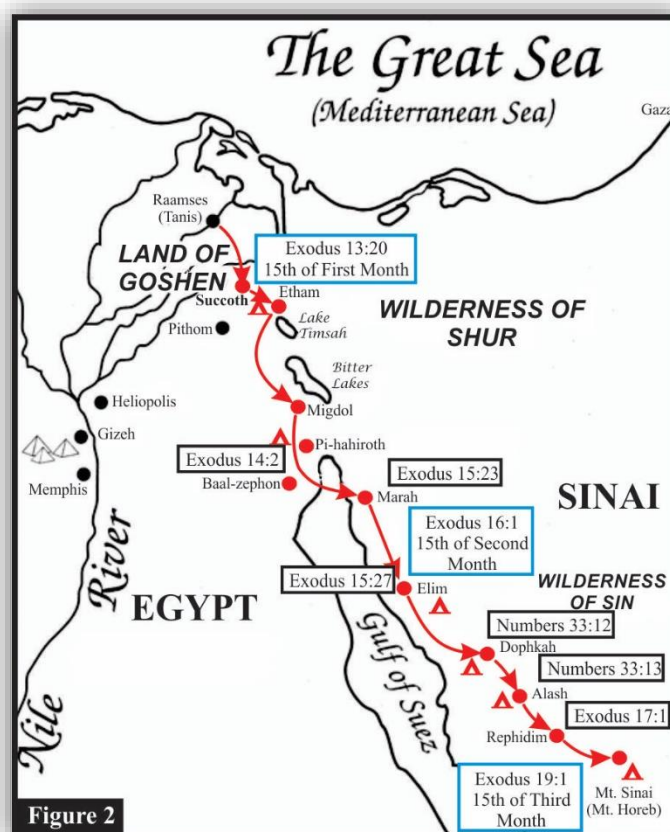 The Great Sea
(Mediterranean Sea)
Gaza
Raamses
(Tanis)
LAND OF
GOSHEN
Exodus 13:20
15th of First Month
Succoth
Etham
WILDERNESS OF
SHUR
Pithom
Lake
Timsah
Bitter
Lakes
Heliopolis
Migdol
Gizeh
Pi-hahiroth
Exodus 14:2
Exodus 15:23
Memphis
Baal-zephon
Marah
SINAI
Exodus 16:1
15th of Second
Month
Exodus 15:27
Elim
WILDERNESS
OF SIN
River
EGYPT
Numbers 33:12
Dophkah
Gulf of Suez
Numbers 33:13
Alash
Exodus 17:1
Nile
Rephidim
Exodus 19:1
15th of Third
Month
Mt. Sinai
(Mt. Horeb)
Figure 2